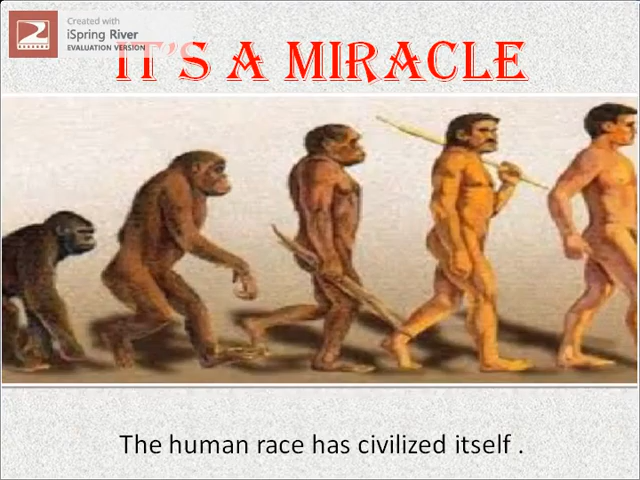 Created with
iSpring River
EVALUATION VERSION
IT'S A MIRACLE
The human race has civilized itself .